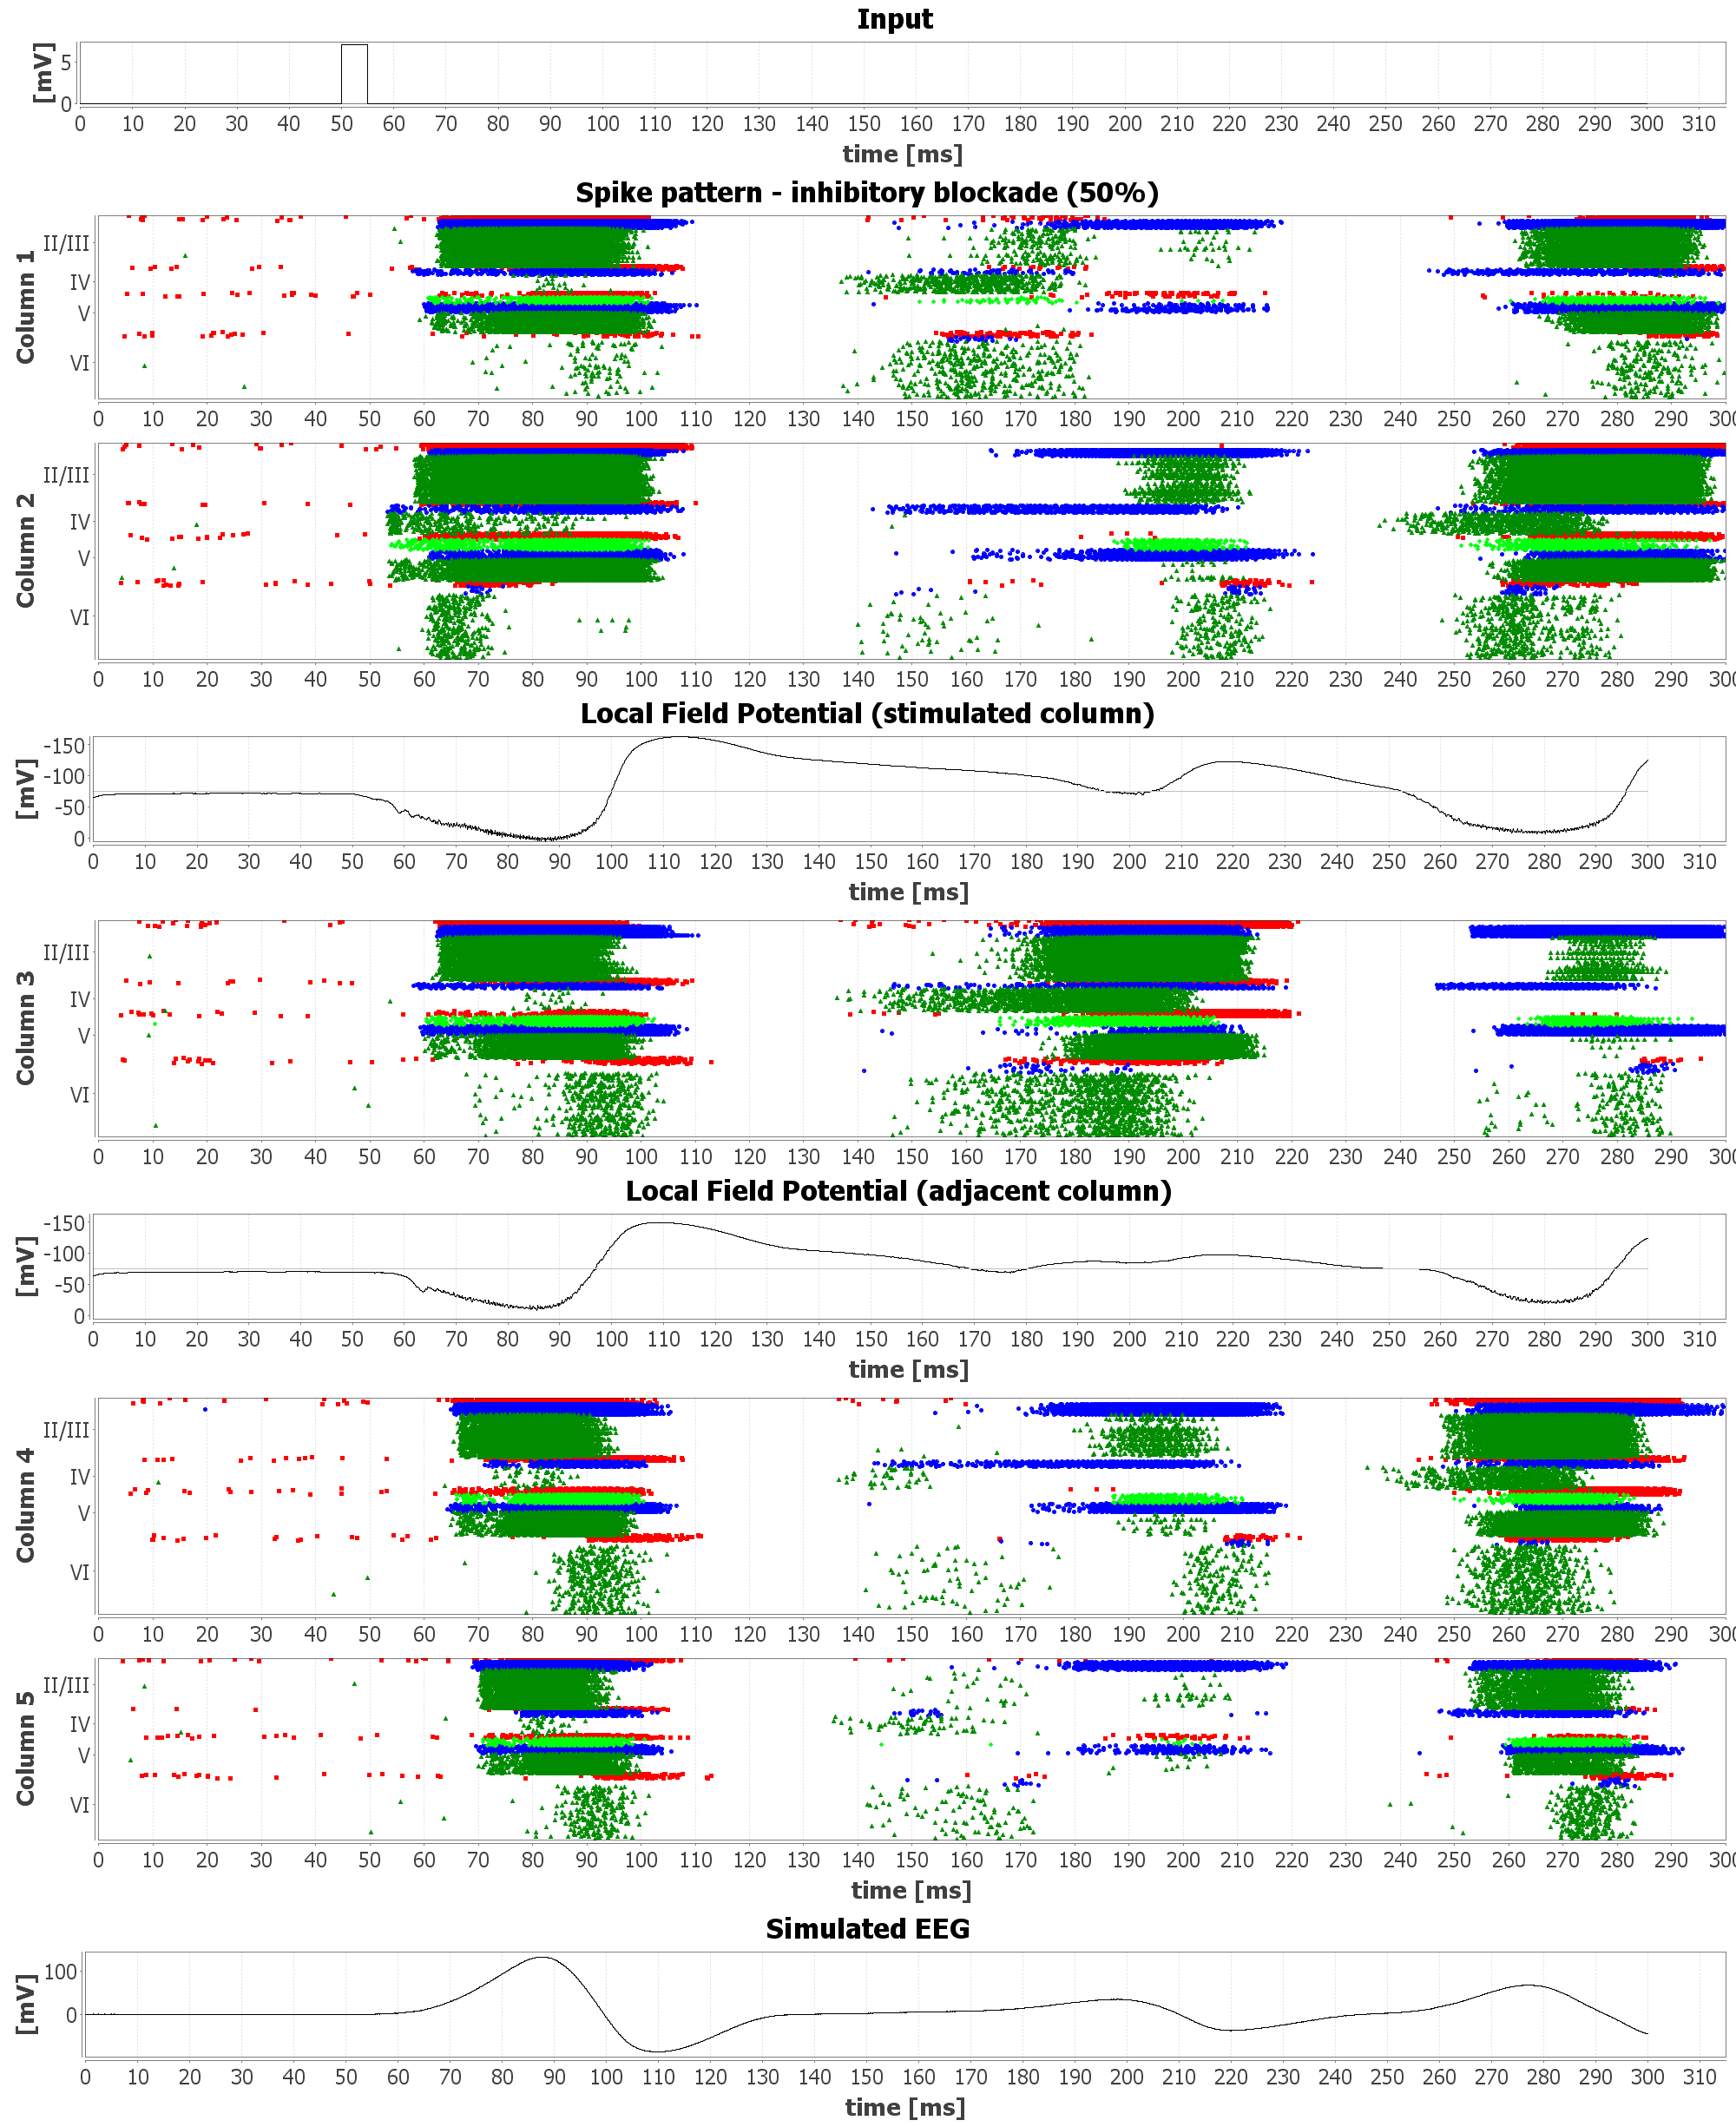 Input
[mV]
5
0
0 10 20 30 40 50 60 70 80 90 100 110 120 130 140 150 160 170 180 190 200 210 220 230 240 250 260 270 280 290 300 310
time [ms]
Spike pattern - inhibitory blockade (50%)
Column 1
II/III
IV
V
VI
0 10 20 30 40 50 60 70 80 90 100 110 120 130 140 150 160 170 180 190 200 210 220 230 240 250 260 270 280 290 300
Column 2
II/III
IV
V
VI
0 10 20 30 40 50 60 70 80 90 100 110 120 130 140 150 160 170 180 190 200 210 220 230 240 250 260 270 280 290 300
Local Field Potential (stimulated column)
[mV]
-150
-100
-50
0
0 10 20 30 40 50 60 70 80 90 100 110 120 130 140 150 160 170 180 190 200 210 220 230 240 250 260 270 280 290 300 310
time [ms]
Column 3
II/III
IV
V
VI
0 10 20 30 40 50 60 70 80 90 100 110 120 130 140 150 160 170 180 190 200 210 220 230 240 250 260 270 280 290 300
Local Field Potential (adjacent column)
[mV]
-150
-100
-50
0
0 10 20 30 40 50 60 70 80 90 100 110 120 130 140 150 160 170 180 190 200 210 220 230 240 250 260 270 280 290 300 310
time [ms]
Column 4
II/III
IV
V
VI
0 10 20 30 40 50 60 70 80 90 100 110 120 130 140 150 160 170 180 190 200 210 220 230 240 250 260 270 280 290 300
Column 5
II/III
IV
V
VI
0 10 20 30 40 50 60 70 80 90 100 110 120 130 140 150 160 170 180 190 200 210 220 230 240 250 260 270 280 290 300
time [ms]
Simulated EEG
[mV]
100
0
0 10 20 30 40 50 60 70 80 90 100 110 120 130 140 150 160 170 180 190 200 210 220 230 240 250 260 270 280 290 300 310
time [ms]